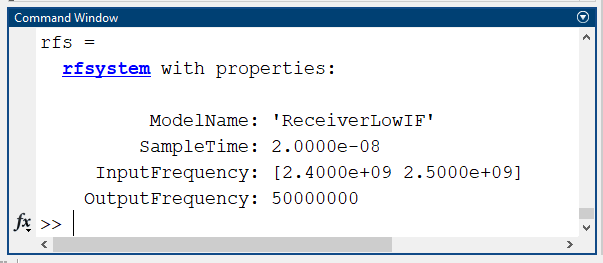 Command Window
rfs =
rfsystem with properties:
ModelName: 'ReceiverLowIF'
SampleTime: 2.0000e-08
InputFrequency: [2.4000e+09 2.5000e+09]
OutputFrequency: 50000000
fx >>